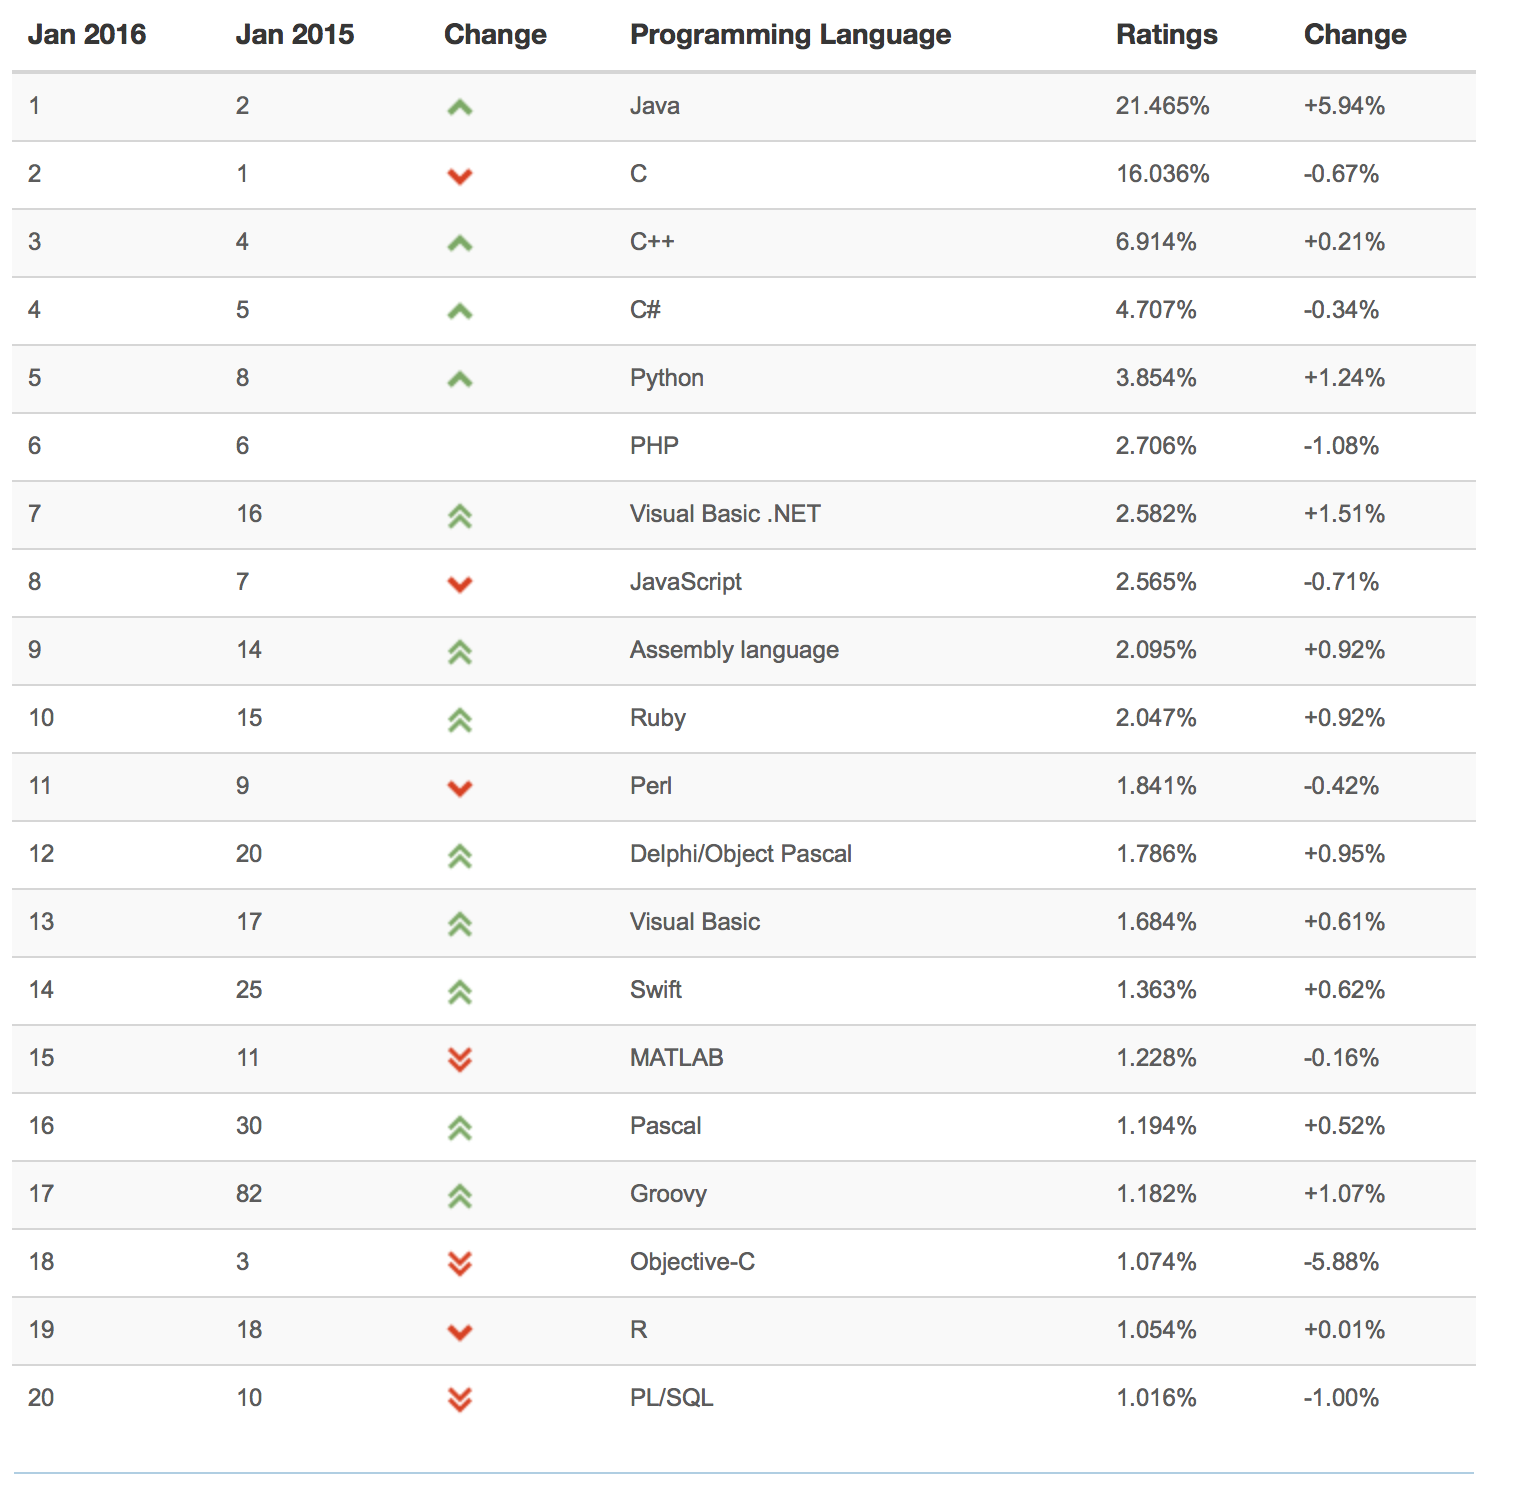 Jan 2016 Jan 2015 Change Programming Language Ratings Change
1 2 Java 21.465% +5.94%
2 1 C 16.036% -0.67%
3 4 C++ 6.914% +0.21%
4 5 C# 4.707% -0.34%
5 8 Python 3.854% +1.24%
6 6 PHP 2.706% -1.08%
7 16 Visual Basic .NET 2.582% +1.51%
8 7 JavaScript 2.565% -0.71%
9 14 Assembly language 2.095% +0.92%
10 15 Ruby 2.047% +0.92%
11 9 Perl 1.841% -0.42%
12 20 Delphi/Object Pascal 1.786% +0.95%
13 17 Visual Basic 1.684% +0.61%
14 25 Swift 1.363% +0.62%
15 11 MATLAB 1.228% -0.16%
16 30 Pascal 1.194% +0.52%
17 82 Groovy 1.182% +1.07%
18 3 Objective-C 1.074% -5.88%
19 18 R 1.054% +0.01%
20 10 PL/SQL 1.016% -1.00%